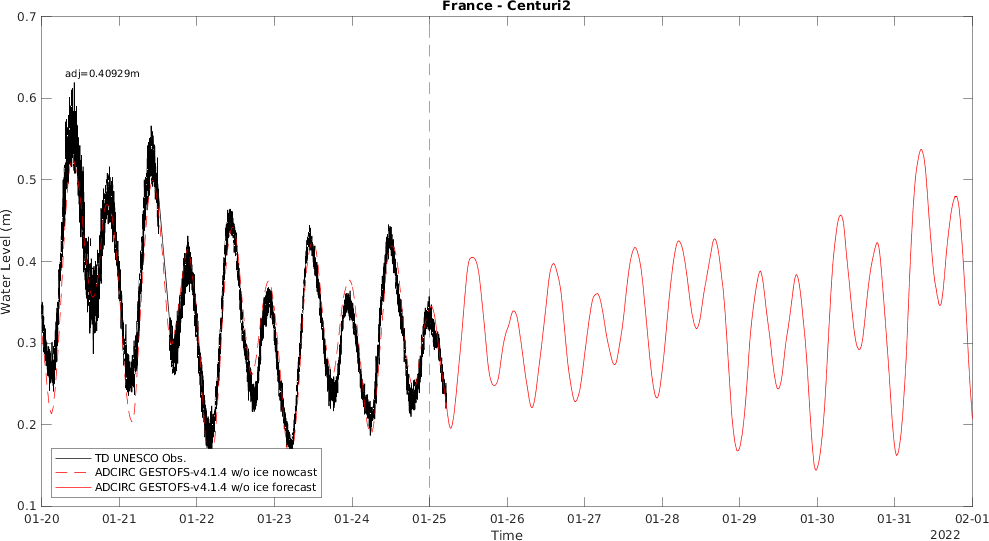 France - Centuri2
adj=0.40929m
Water Level (m)
0.7
0.6
0.5
0.4
0.3
0.2
0.1
TD UNESCO Obs.
ADCIRC GESTOFS-v4.1.4 w/o ice nowcast
ADCIRC GESTOFS-v4.1.4 w/o ice forecast
01-20 01-21 01-22 01-23 01-24 01-25 01-26 01-27 01-28 01-29 01-30 01-31 02-01
Time
2022